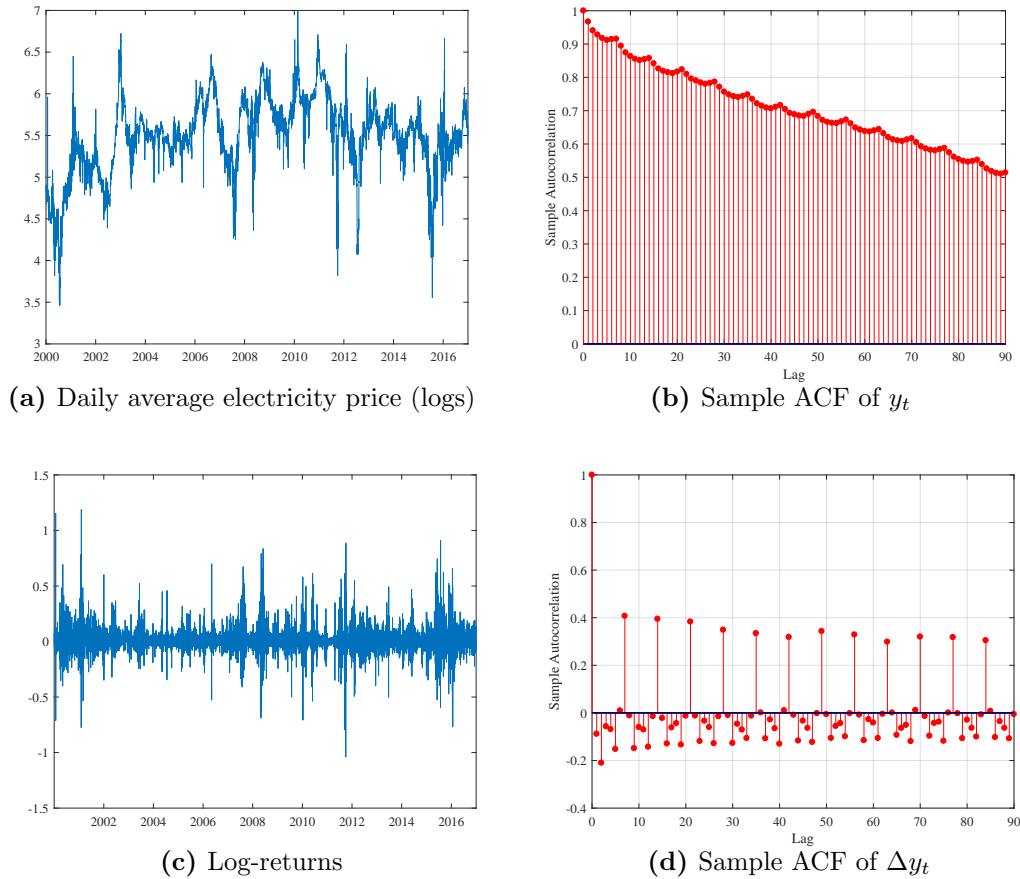 7
6.5
6
5.5
5
4.5
4
3.5
3
2000 2002 2004 2006 2008 2010 2012 2014 2016
(a) Daily average electricity price (logs)
1
0.9
0.8
0.7
0.6
0.5
0.4
0.3
0.2
0.1
0
Sample Autocorrelation
0 10 20 30 40 50 60 70 80 90
Lag
(b) Sample ACF of y_t
1.5
1
0.5
0
-0.5
-1
-1.5
2002 2004 2006 2008 2010 2012 2014 2016
(c) Log-returns
1
0.8
0.6
0.4
0.2
0
-0.2
-0.4
Sample Autocorrelation
0 10 20 30 40 50 60 70 80 90
Lag
(d) Sample ACF of Δy_t